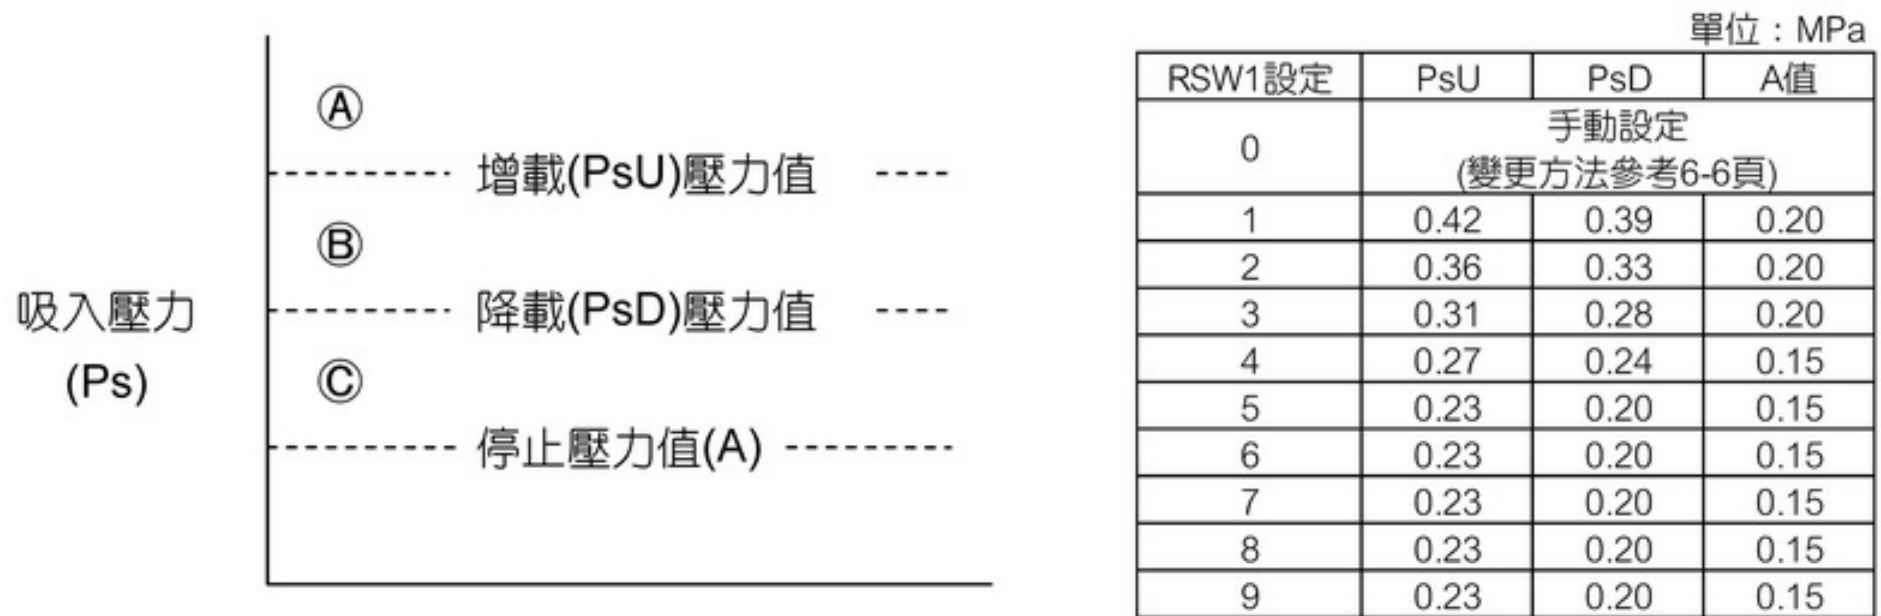 Ⓐ
增載(PsU)壓力值
Ⓑ
吸入壓力
(Ps)
降載(PsD)壓力值
Ⓒ
停止壓力值(A)
單位：MPa
RSW1設定 PsU PsD A值
0 手動設定
(變更方法參考6-6頁)
1 0.42 0.39 0.20
2 0.36 0.33 0.20
3 0.31 0.28 0.20
4 0.27 0.24 0.15
5 0.23 0.20 0.15
6 0.23 0.20 0.15
7 0.23 0.20 0.15
8 0.23 0.20 0.15
9 0.23 0.20 0.15